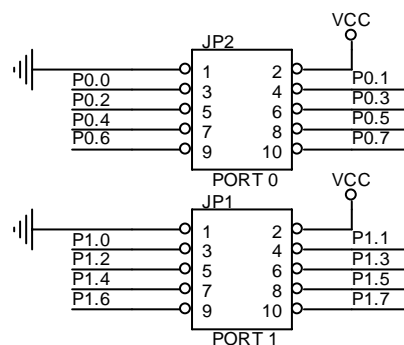 VCC
JP2
1 2
P0.0 3 4 P0.1
P0.2 5 6 P0.3
P0.4 7 8 P0.5
P0.6 9 10 P0.7
PORT 0
VCC
JP1
1 2
P1.0 3 4 P1.1
P1.2 5 6 P1.3
P1.4 7 8 P1.5
P1.6 9 10 P1.7
PORT 1